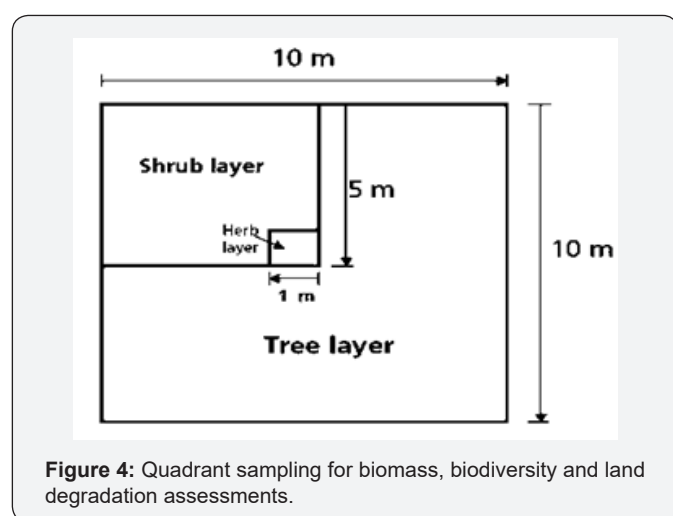 10 m
Shrub layer
5 m
Herb
layer
10 m
1 m
Tree layer
Figure 4: Quadrant sampling for biomass, biodiversity and land
degradation assessments.